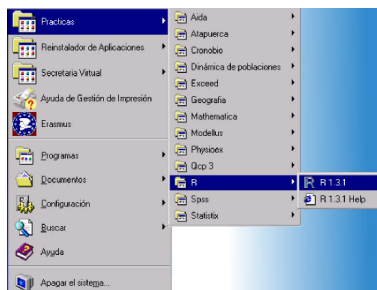 Practicas
Reinstalador de Aplicaciones
Secretaria Virtual
Ayuda de Gestión de Impresión
Erasmus
Programas
Documentos
Configuración
Buscar
Ayuda
Apagar el sistema...
Aida
Atapuerca
Cronobio
Dinámica de poblaciones
Exceed
Geografia
Mathematica
Modellus
Physioex
Qcp 3
R
Spss
Statistix
R 1.3.1
R 1.3.1 Help